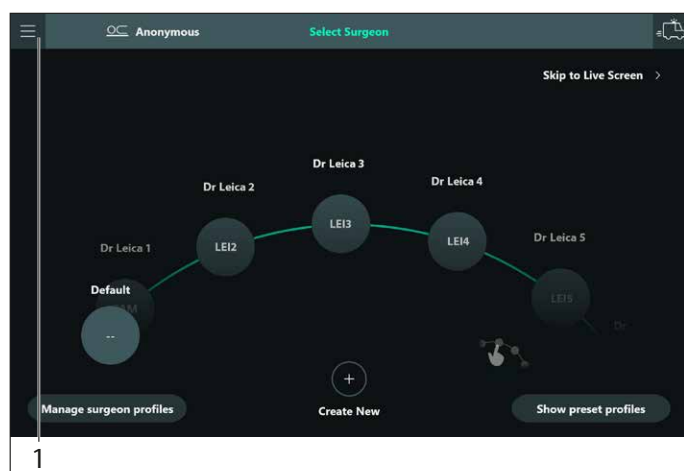 Anonymous
Select Surgeon
Skip to Live Screen >
Dr Leica 3
Dr Leica 2
Dr Leica 4
LEI3
Dr Leica 1
LEI2
LEI4
Dr Leica 5
Default
LEI5
--
Dr
+
Manage surgeon profiles
Create New
Show preset profiles
1